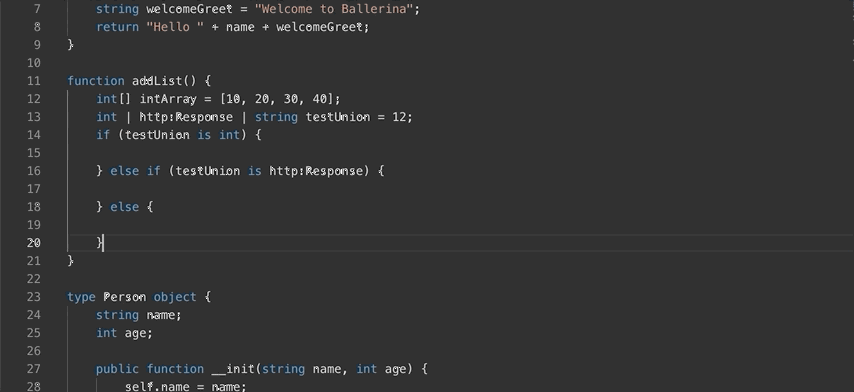 7 string welcomeGreet = "Welcome to Ballerina";
8 return "Hello " + name + welcomeGreet;
9 }
10
11 function addList() {
12 int[] intArray = [10, 20, 30, 40];
13 int | http:Response | string testUnion = 12;
14 if (testUnion is int) {
15
16 } else if (testUnion is http:Response) {
17
18 } else {
19
20 }
21 }
22
23 type Person object {
24 string name;
25 int age;
26
27 public function __init(string name, int age) {
28 self.name = name;